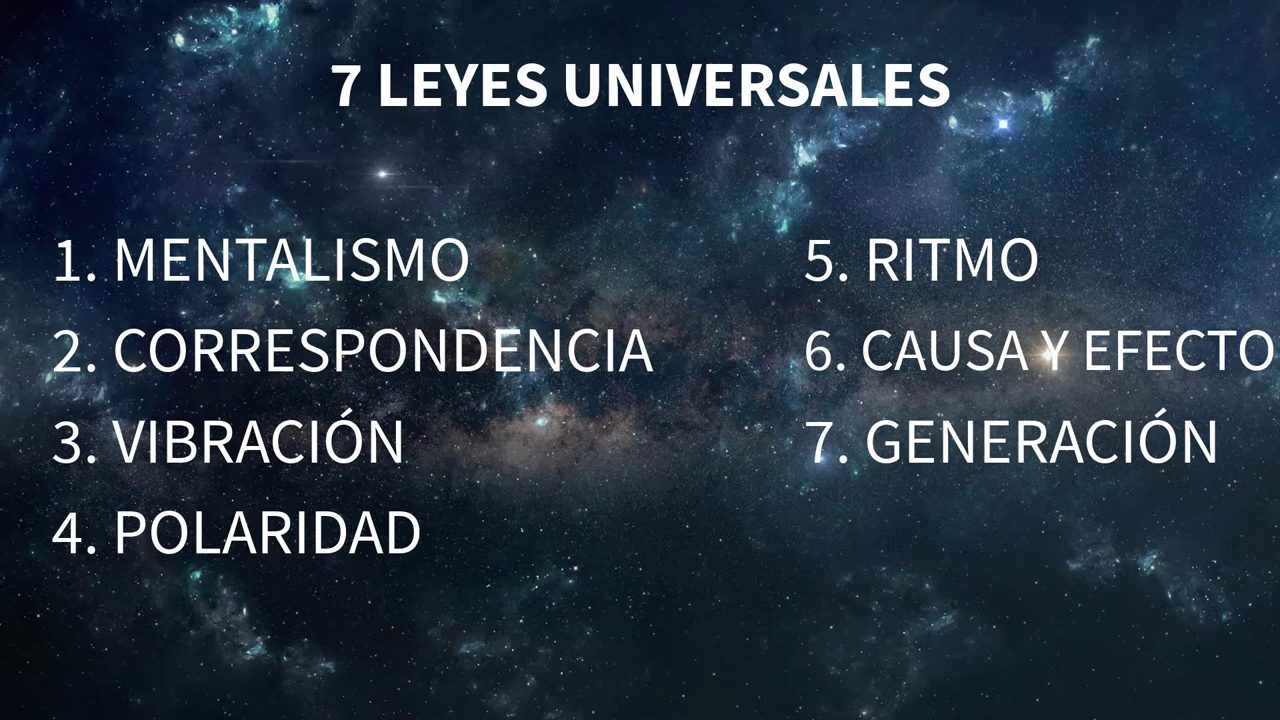 7 LEYES UNIVERSALES
1. MENTALISMO
2. CORRESPONDENCIA
3. VIBRACIÓN
4. POLARIDAD
5. RITMO
6. CAUSA Y EFECTO
7. GENERACIÓN